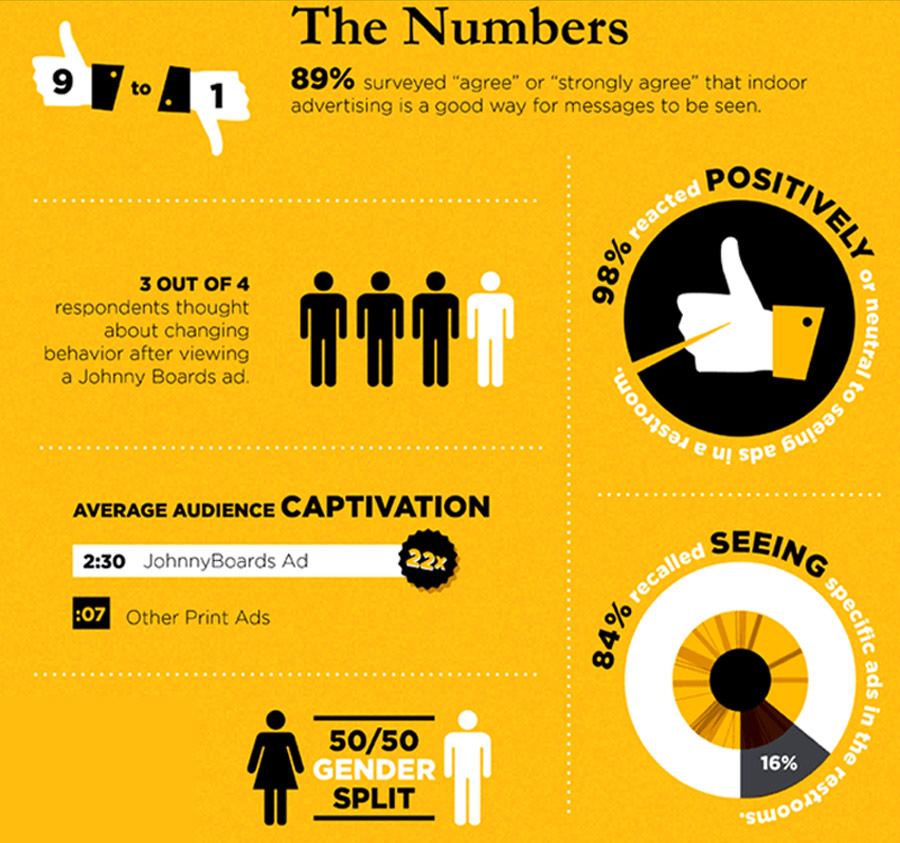 The Numbers
9 to 1
89% surveyed “agree” or “strongly agree” that indoor
advertising is a good way for messages to be seen.
3 OUT OF 4
respondents thought
about changing
behavior after viewing
a Johnny Boards ad.
98% reacted POSITIVELY or neutral to seeing ads in a restroom.
AVERAGE AUDIENCE CAPTIVATION
2:30 JohnnyBoards Ad 22x
:07 Other Print Ads
84% recalled SEEING specific ads in the restrooms.
16%
50/50
GENDER
SPLIT